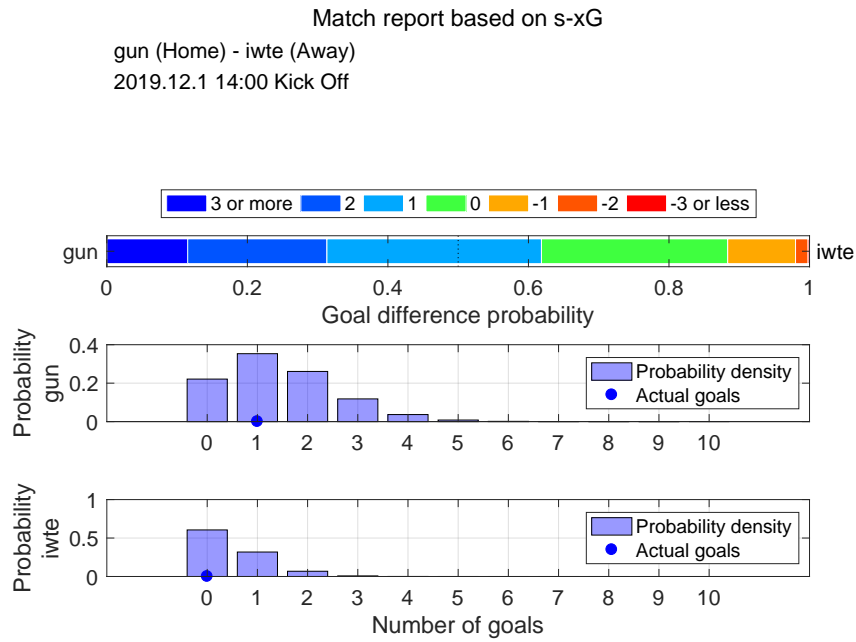 Match report based on s-xG
gun (Home) - iwte (Away)
2019.12.1 14:00 Kick Off
3 or more 2 1 0 -1 -2 -3 or less
gun iwte
0 0.2 0.4 0.6 0.8 1
Goal difference probability
Probability
gun
0.4
0.2
0
Probability density
Actual goals
0 1 2 3 4 5 6 7 8 9 10
Probability
iwte
1
0.5
0
Probability density
Actual goals
0 1 2 3 4 5 6 7 8 9 10
Number of goals